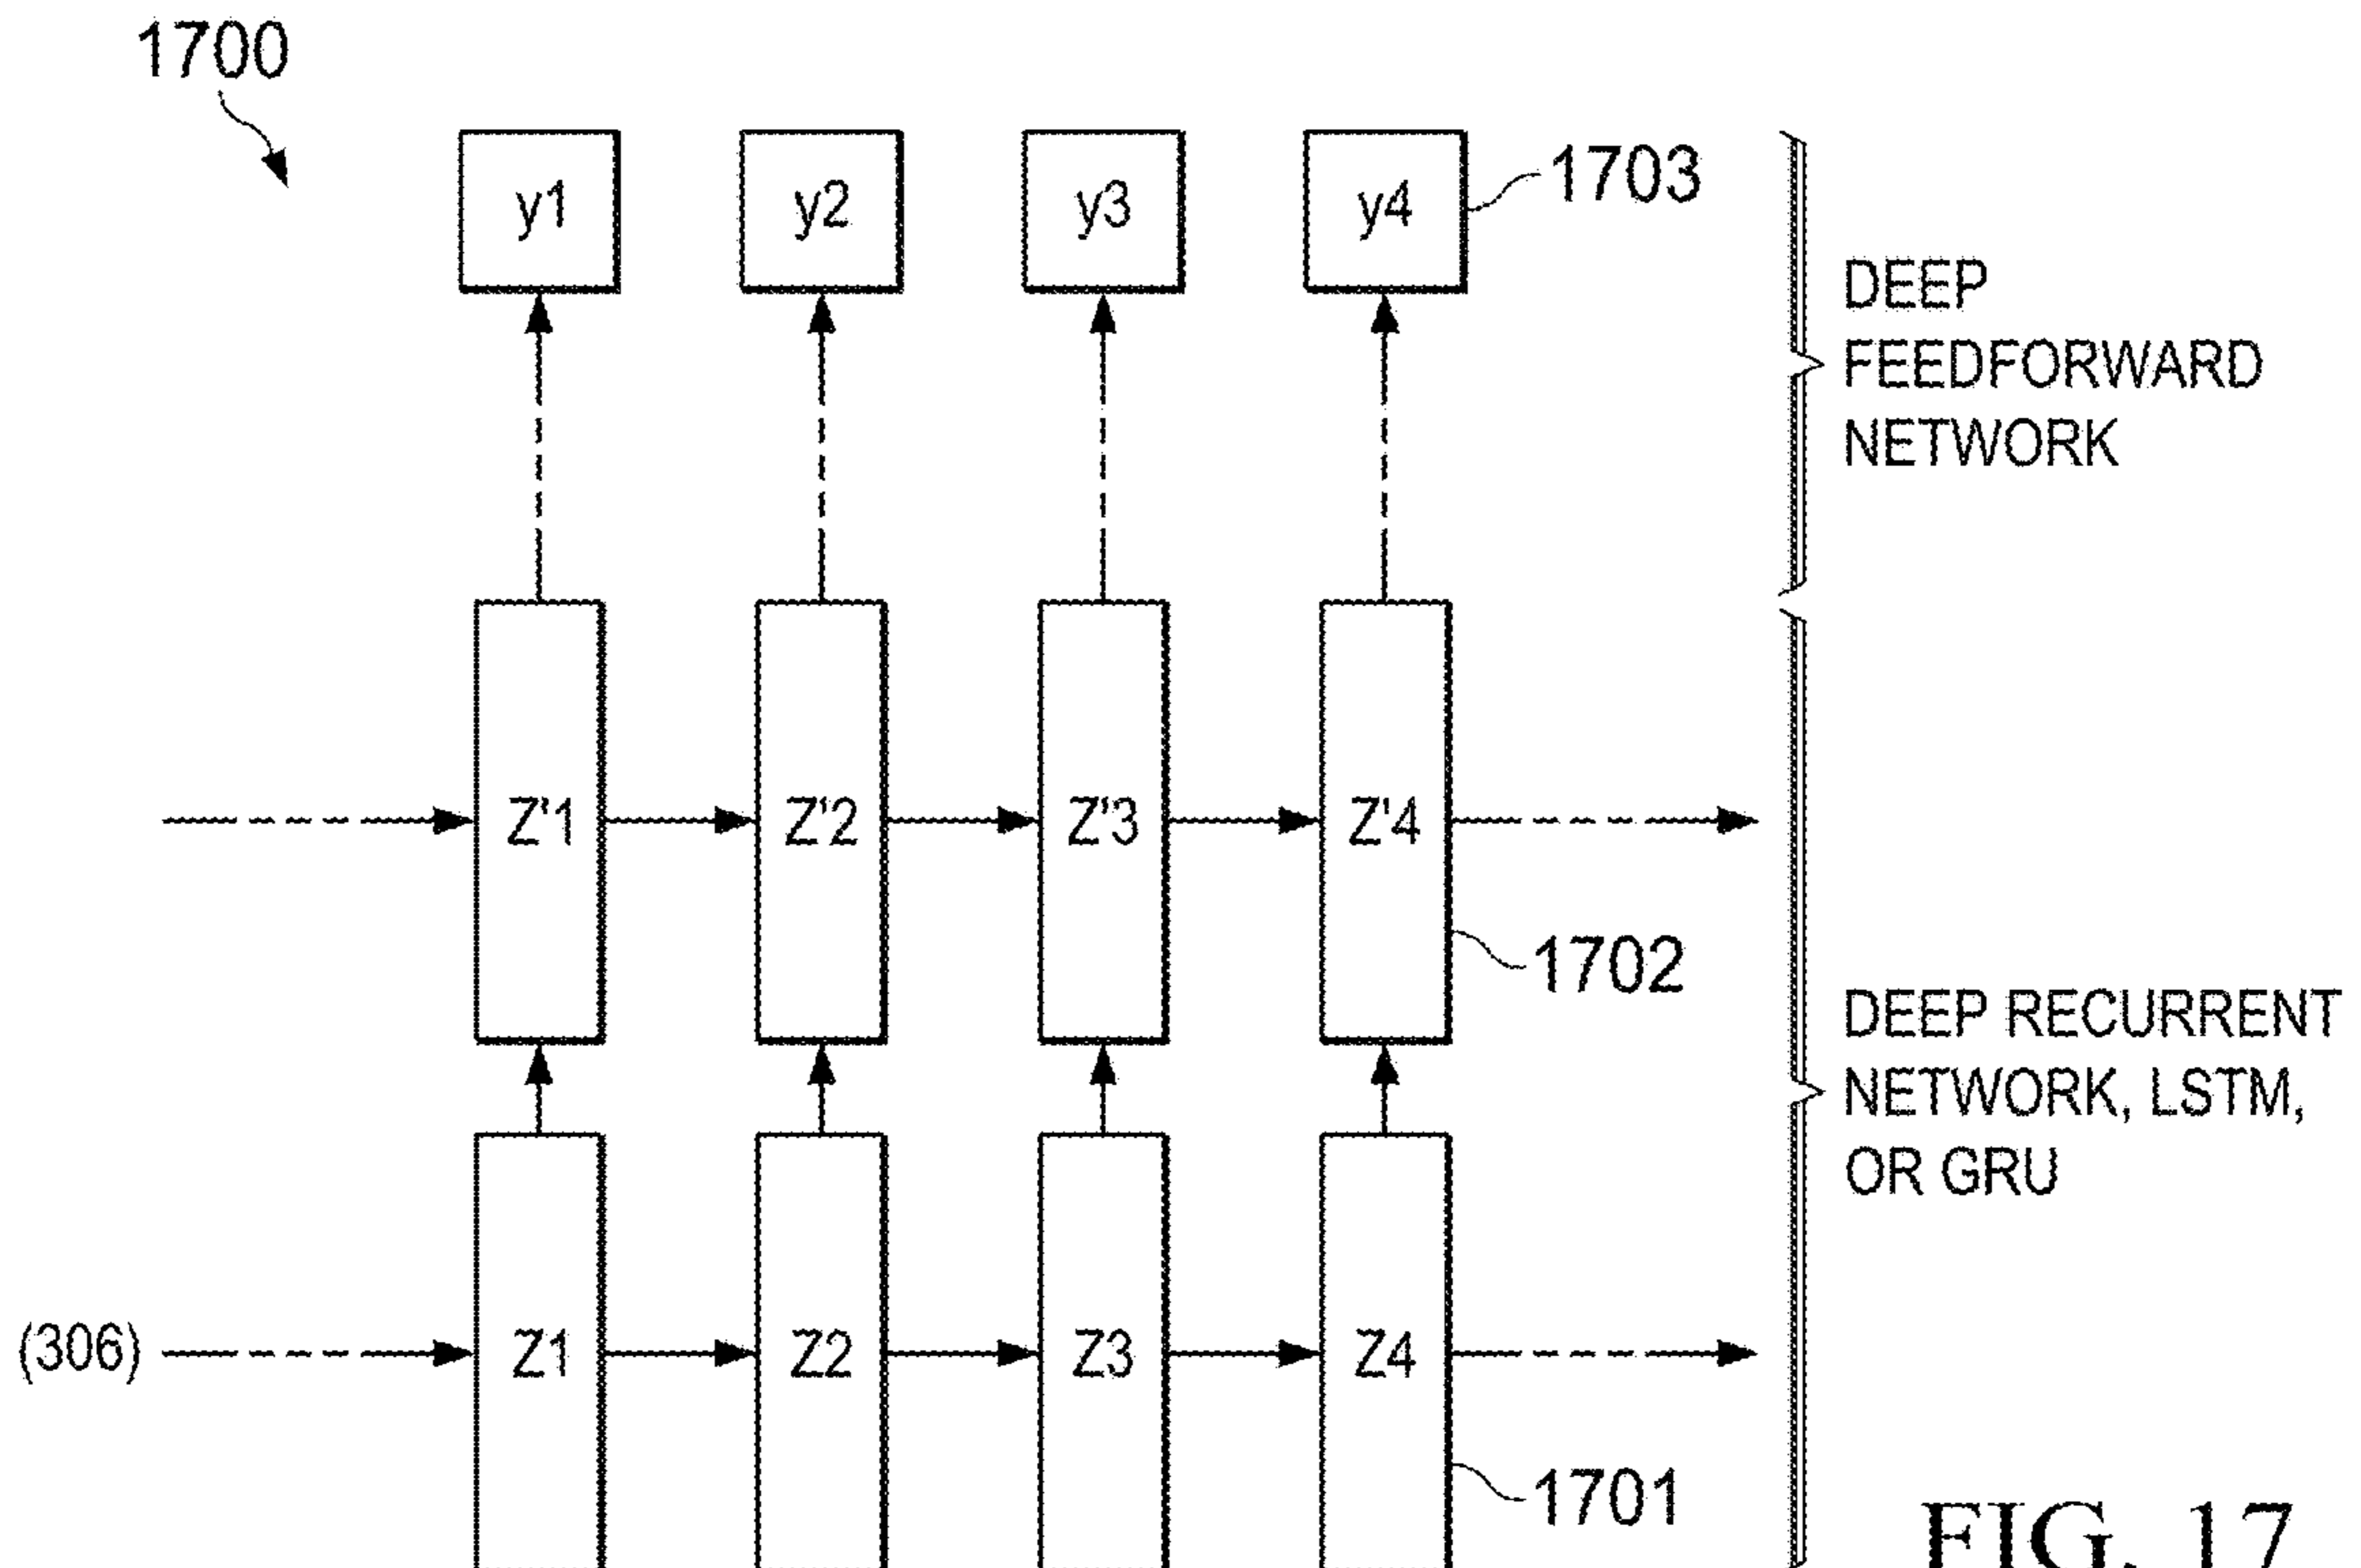 1700
y1 y2 y3 y4 1703
DEEP
FEEDFORWARD
NETWORK
Z'1 Z'2 Z'3 Z'4
1702
DEEP RECURRENT
NETWORK, LSTM,
OR GRU
(306) Z1 Z2 Z3 Z4
1701
FIG. 17